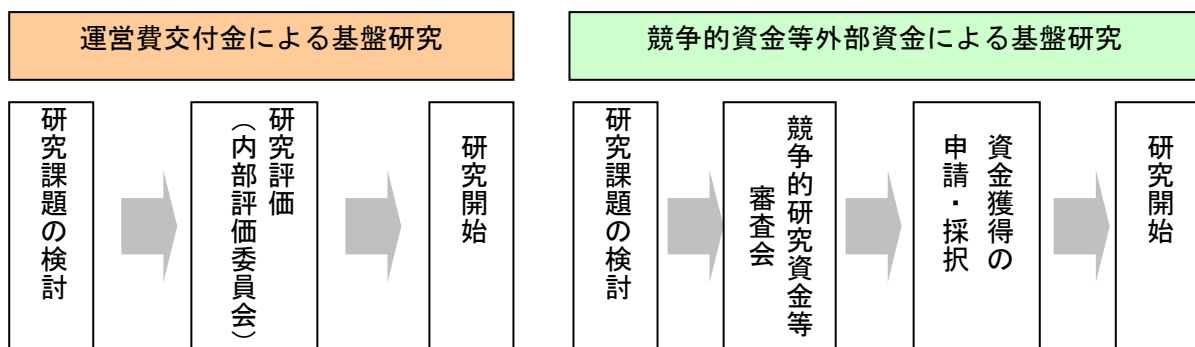 運営費交付金による基盤研究
研究課題の検討
研究評価
（内部評価委員会）
研究開始
競争的資金等外部資金による基盤研究
研究課題の検討
競争的研究資金等
審査会
資金獲得の
申請・採択
研究開始